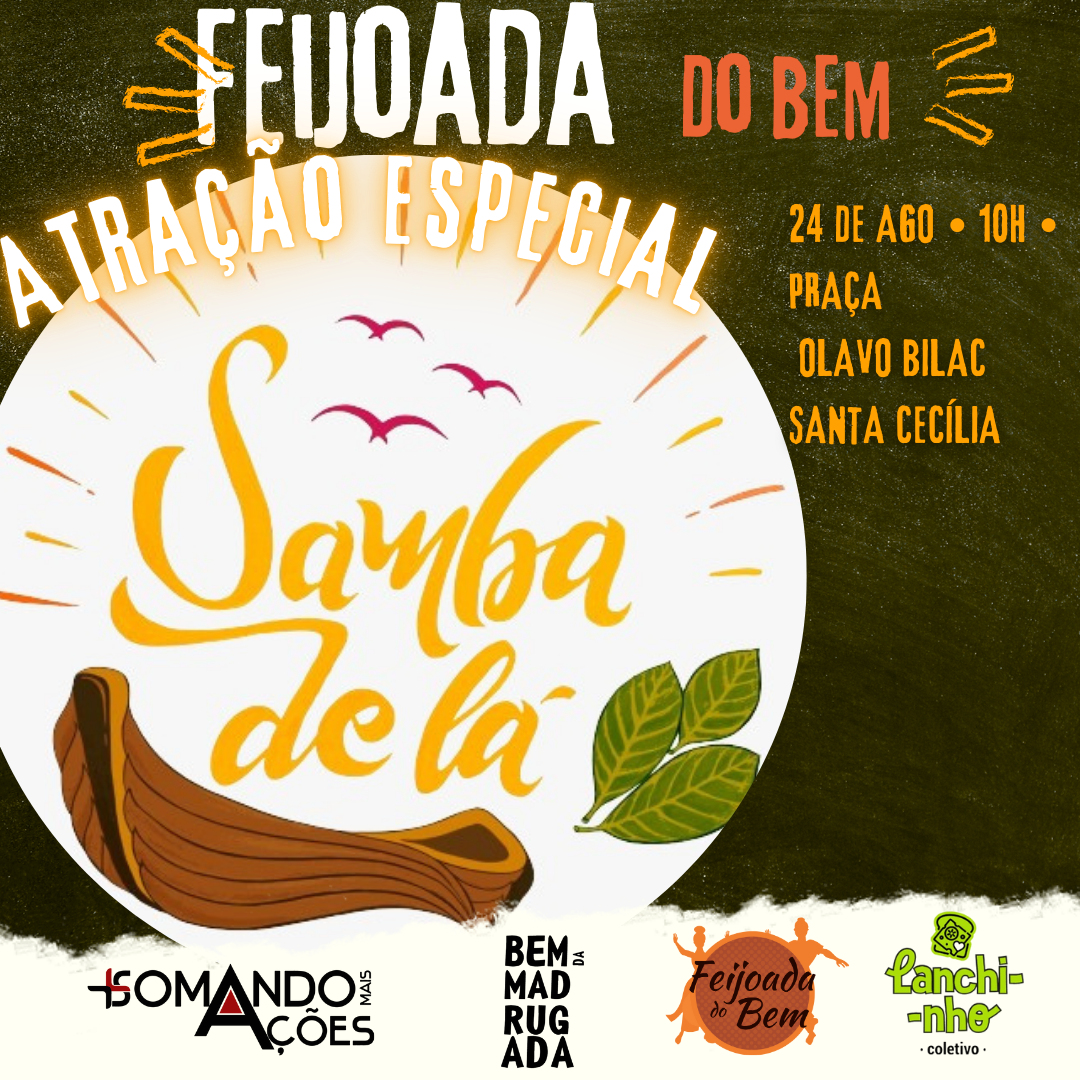 FEIJOADA DO BEM
ATRAÇÃO ESPECIAL
24 DE AGO • 10H •
PRAÇA
OLAVO BILAC
SANTA CECÍLIA
Samba
de lá
SOMANDO
MAIS
AÇÕES
BEM
DA
MAD
RUG
ADA
Feijoada
do Bem
Lanchi-
-nho
· coletivo ·